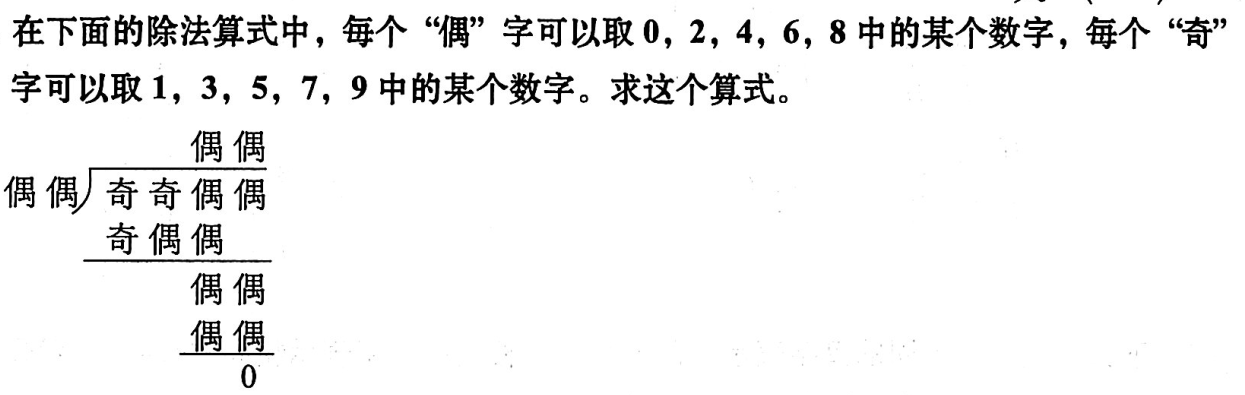 在下面的除法算式中，每个“偶”字可以取 0，2，4，6，8 中的某个数字，每个“奇”
字可以取 1，3，5，7，9 中的某个数字。求这个算式。
偶 偶
偶 偶 奇 奇 偶 偶
奇 偶 偶
偶 偶
偶 偶
0